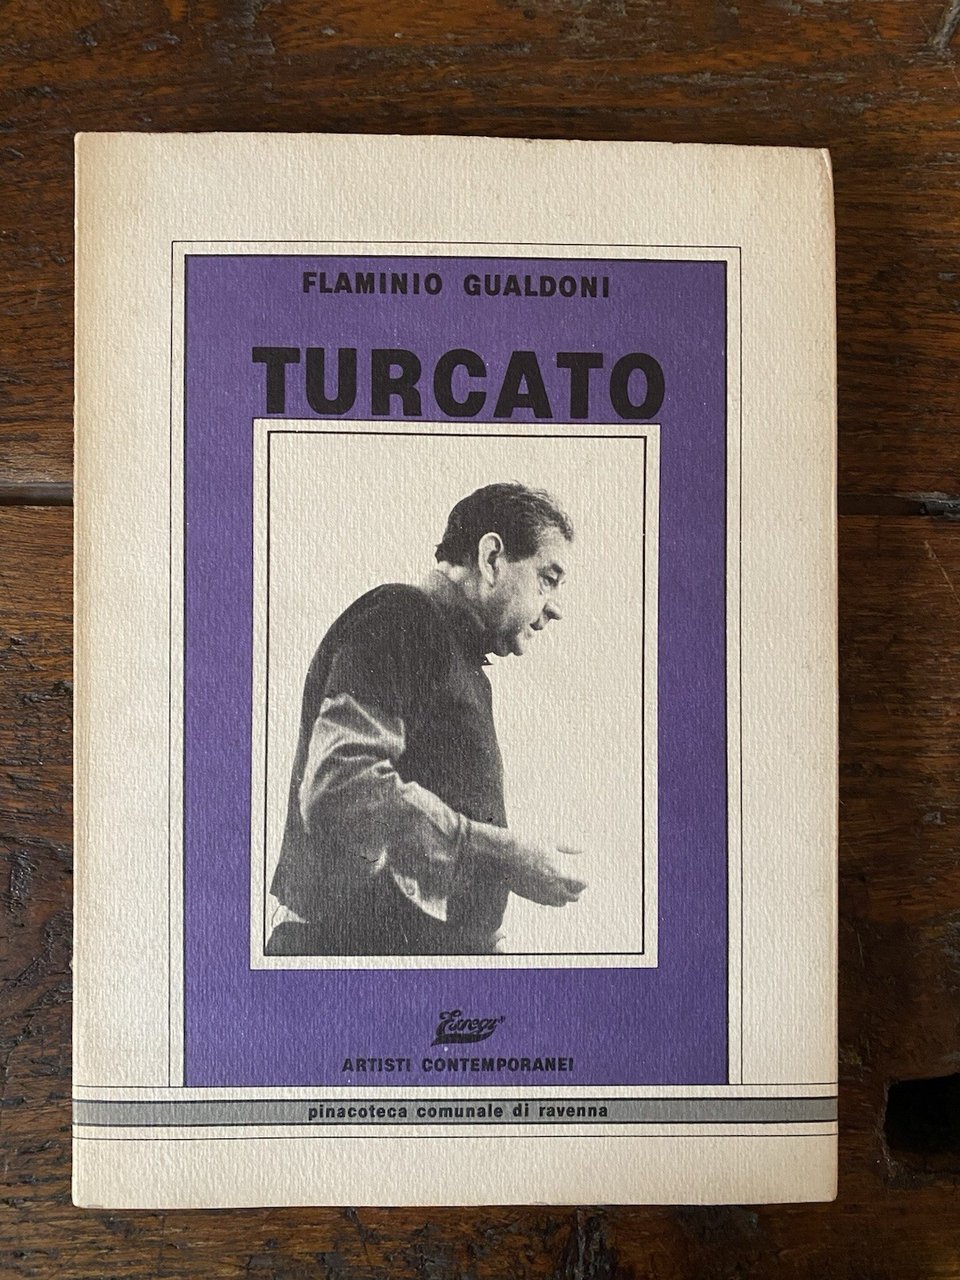 FLAMINIO GUALDONI
TURCATO
ARTISTI CONTEMPORANEI
pinacoteca comunale di ravenna